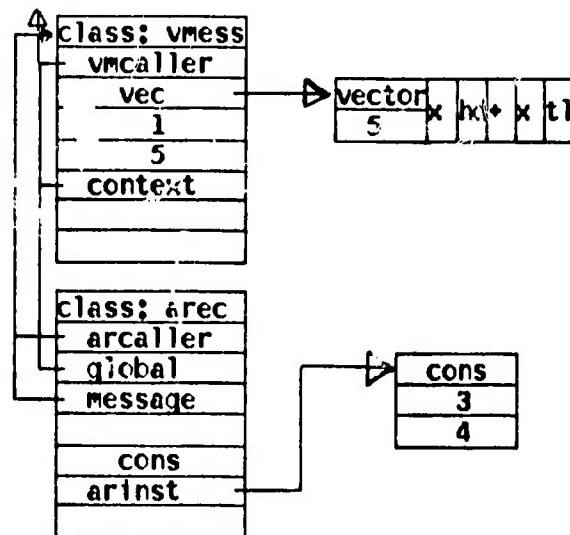 class: vmess
vmcaller
vec
1
5
context
vector
5
x
+
x
tl
class: arec
arcaller
global
message
cons
arinst
cons
3
4